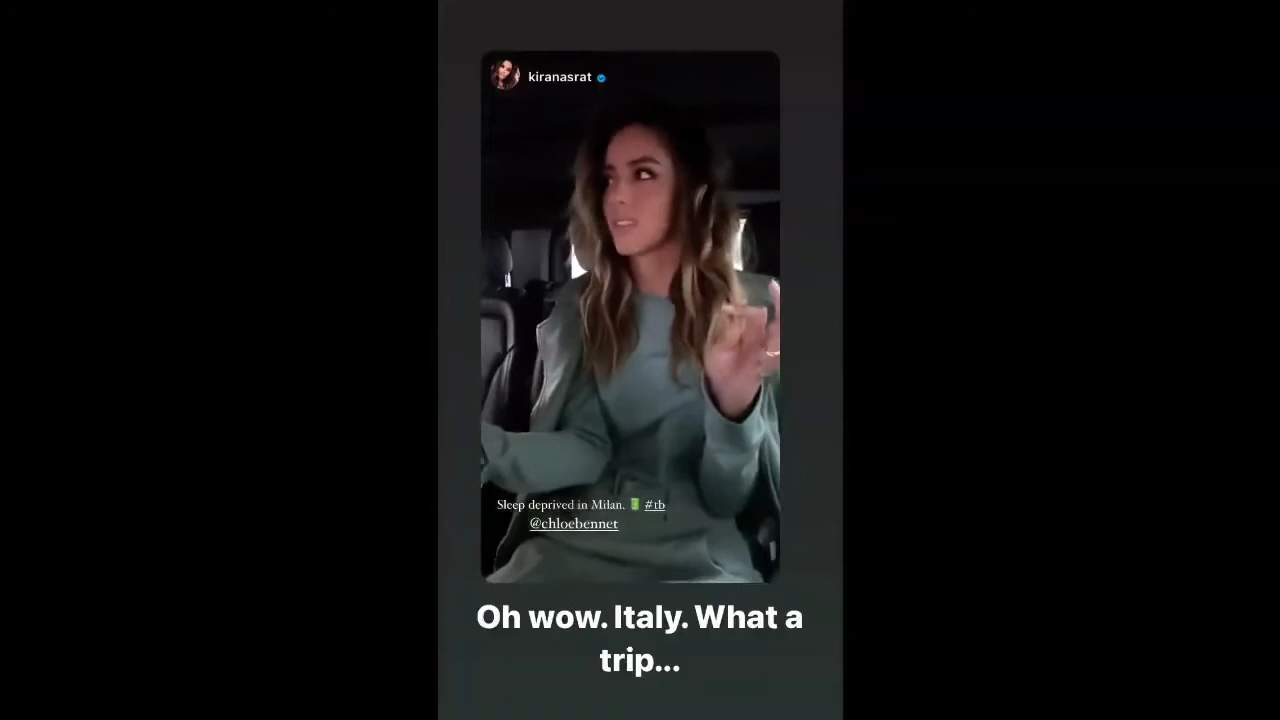 kiranasrat
Sleep deprived in Milan. 🔋 #tb
@chloebennet
Oh wow. Italy. What a
trip...